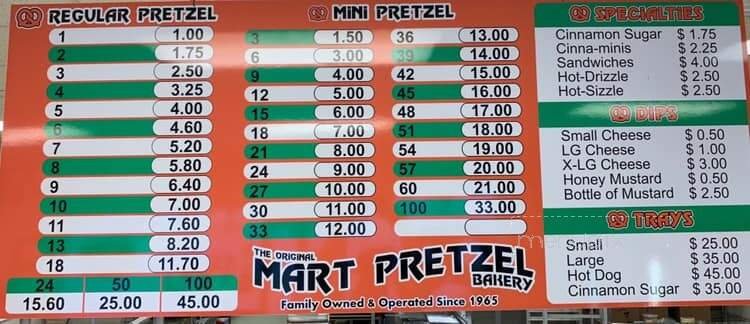 REGULAR PRETZEL
1 1.00
2 1.75
3 2.50
4 3.25
5 4.00
6 4.60
7 5.20
8 5.80
9 6.40
10 7.00
11 7.60
13 8.20
18 11.70
24 50 100
15.60 25.00 45.00
MINI PRETZEL
3 1.50 36 13.00
6 3.00 39 14.00
9 4.00 42 15.00
12 5.00 45 16.00
15 6.00 48 17.00
18 7.00 51 18.00
21 8.00 54 19.00
24 9.00 57 20.00
27 10.00 60 21.00
30 11.00 100 33.00
33 12.00
THE ORIGINAL
MART PRETZEL
BAKERY
Family Owned & Operated Since 1965
SPECIALTIES
Cinnamon Sugar $ 1.75
Cinna-minis $ 2.25
Sandwiches $ 4.00
Hot-Drizzle $ 2.50
Hot-Sizzle $ 2.50
DIPS
Small Cheese $ 0.50
LG Cheese $ 1.00
X-LG Cheese $ 3.00
Honey Mustard $ 0.50
Bottle of Mustard $ 2.50
TRAYS
Small $ 25.00
Large $ 35.00
Hot Dog $ 45.00
Cinnamon Sugar $ 35.00